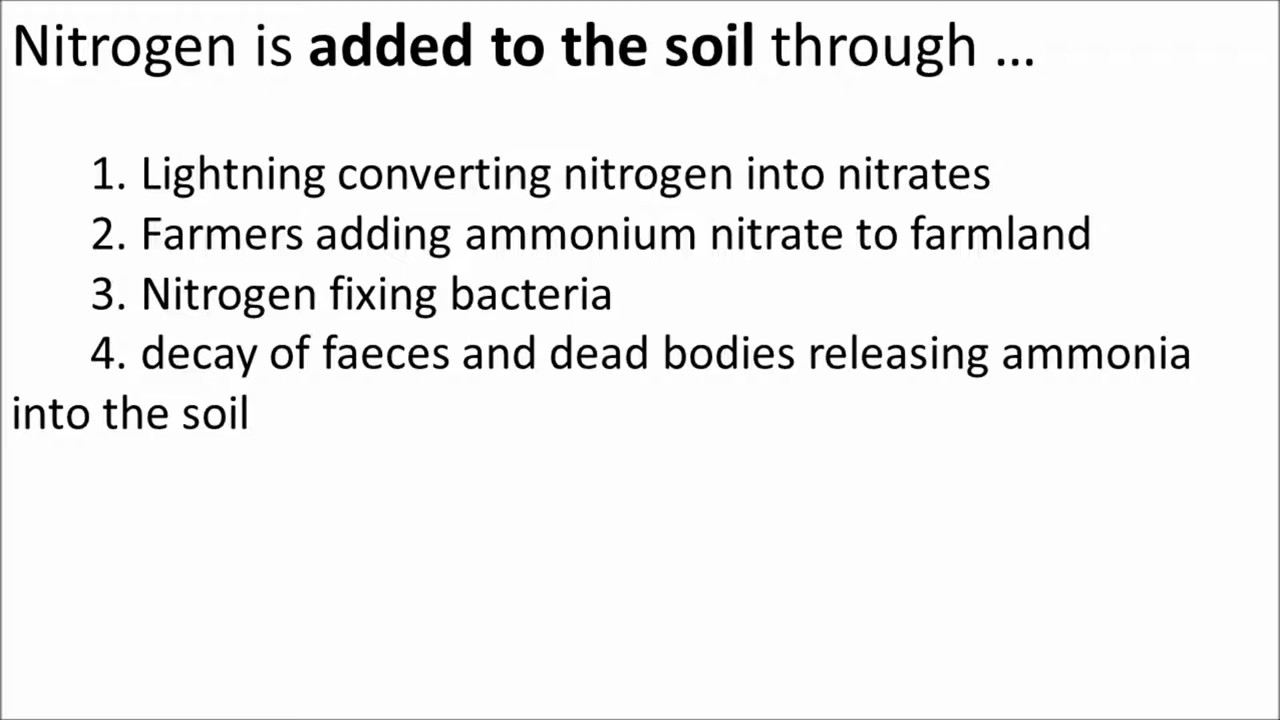 Nitrogen is added to the soil through ...
1. Lightning converting nitrogen into nitrates
2. Farmers adding ammonium nitrate to farmland
3. Nitrogen fixing bacteria
4. decay of faeces and dead bodies releasing ammonia
into the soil